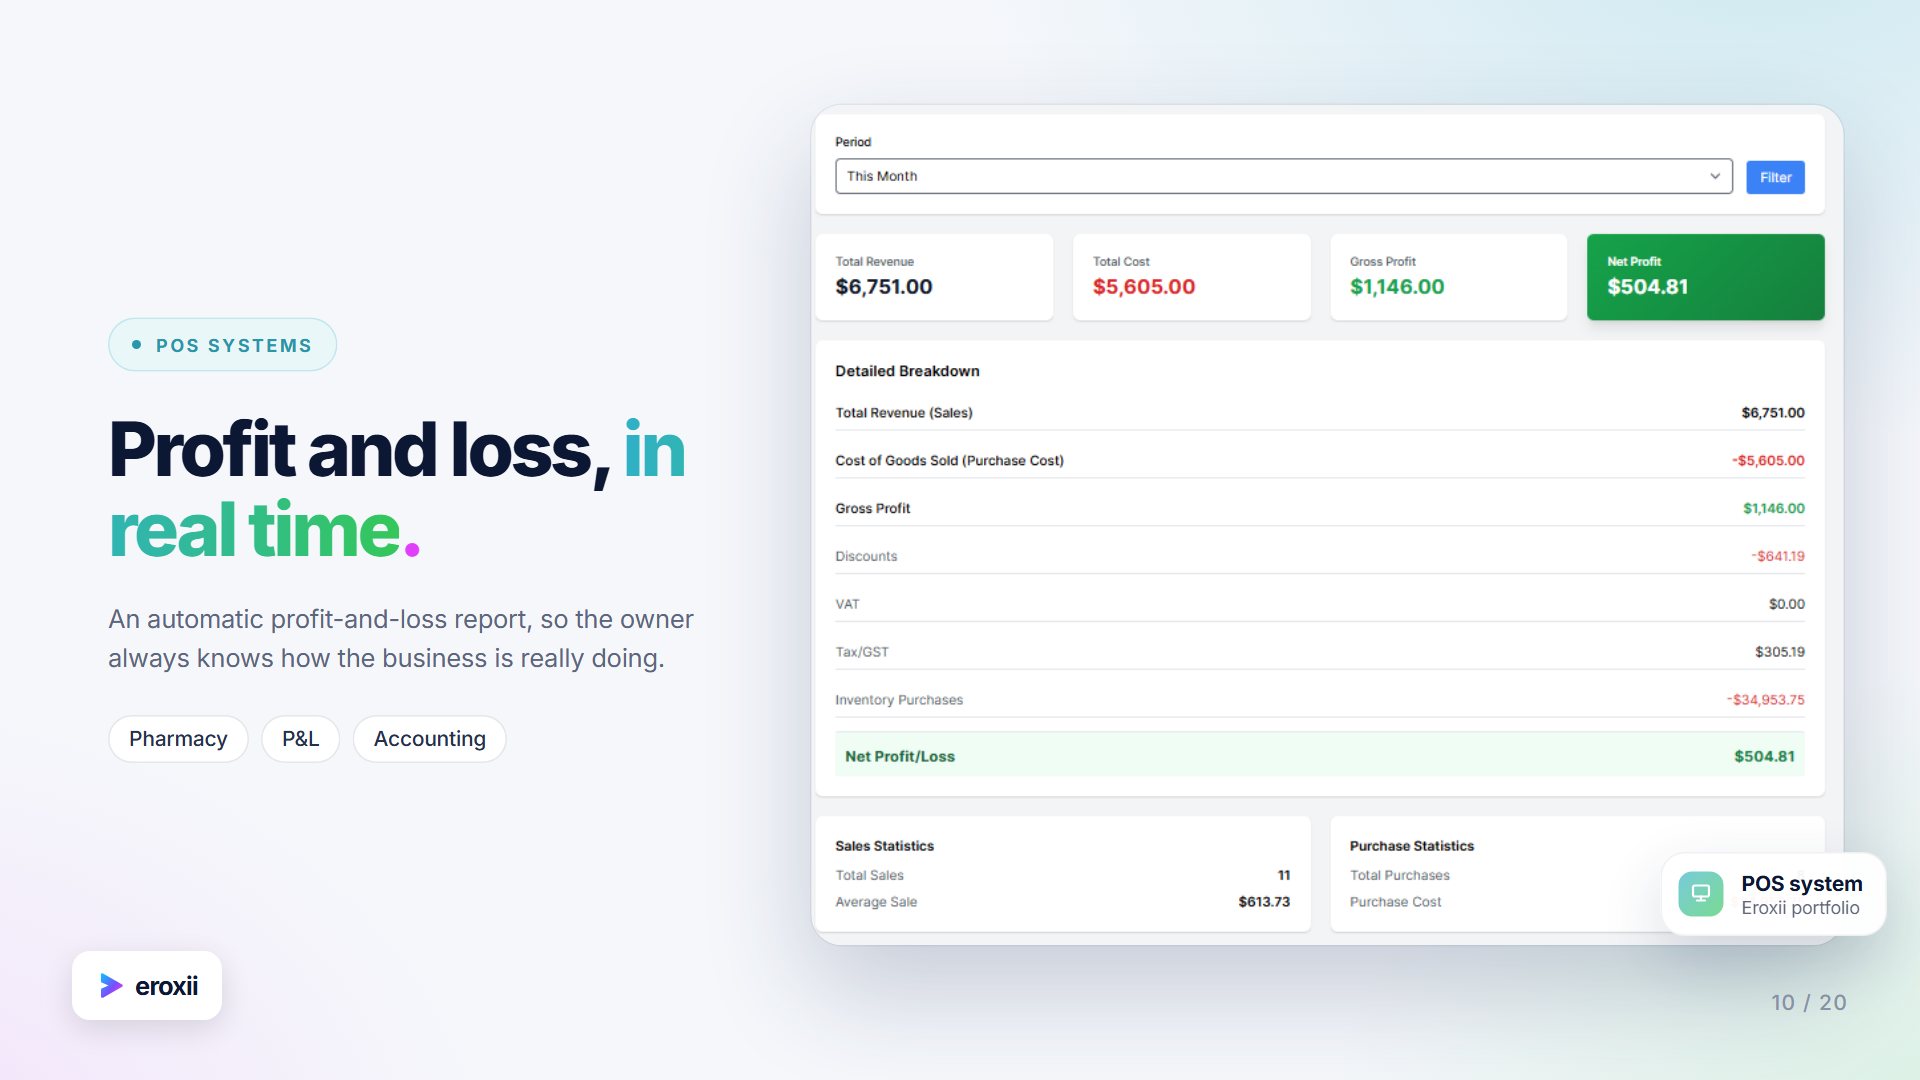 POS SYSTEMS
Profit and loss, in
real time.
An automatic profit-and-loss report, so the owner
always knows how the business is really doing.
Pharmacy
P&L
Accounting
eroxii
Period
This Month
Filter
Total Revenue
$6,751.00
Total Cost
$5,605.00
Gross Profit
$1,146.00
Net Profit
$504.81
Detailed Breakdown
Total Revenue (Sales) $6,751.00
Cost of Goods Sold (Purchase Cost) -$5,605.00
Gross Profit $1,146.00
Discounts -$641.19
VAT $0.00
Tax/GST $305.19
Inventory Purchases -$34,953.75
Net Profit/Loss $504.81
Sales Statistics
Total Sales 11
Average Sale $613.73
Purchase Statistics
Total Purchases
Purchase Cost
POS system
Eroxii portfolio
10 / 20